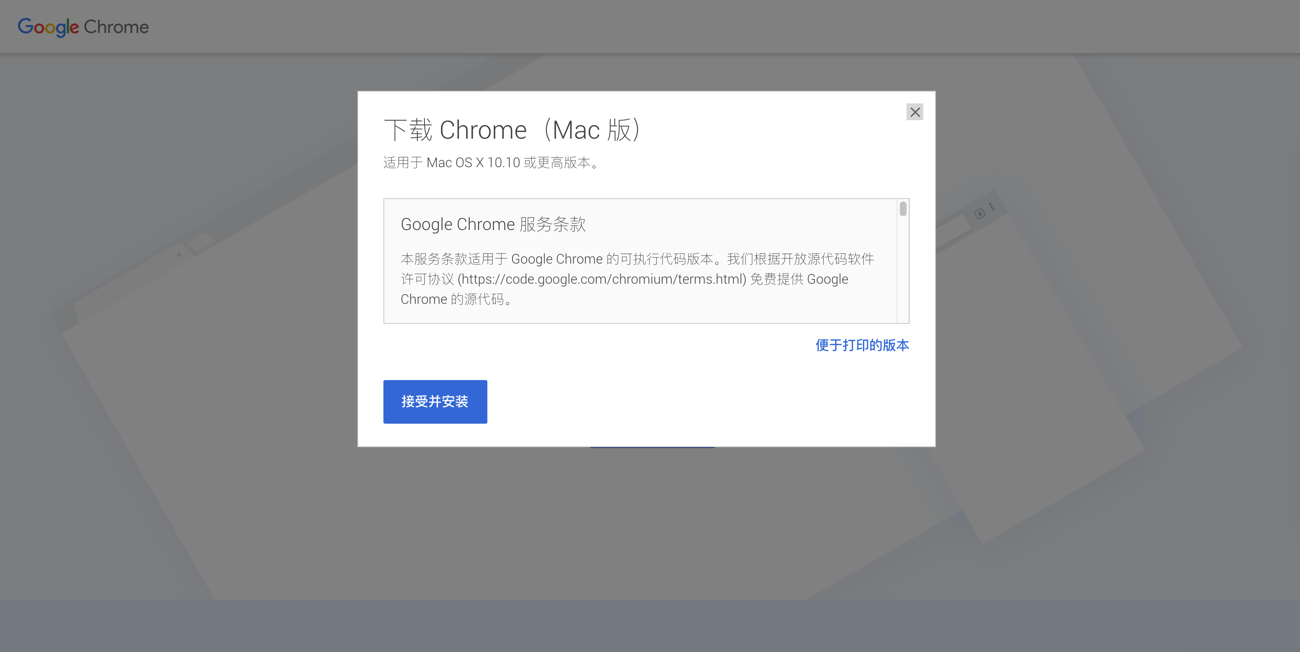 Google Chrome
下载 Chrome（Mac 版）
适用于 Mac OS X 10.10 或更高版本。
Google Chrome 服务条款
本服务条款适用于 Google Chrome 的可执行代码版本。我们根据开放源代码软件
许可协议 (https://code.google.com/chromium/terms.html) 免费提供 Google
Chrome 的源代码。
便于打印的版本
接受并安装